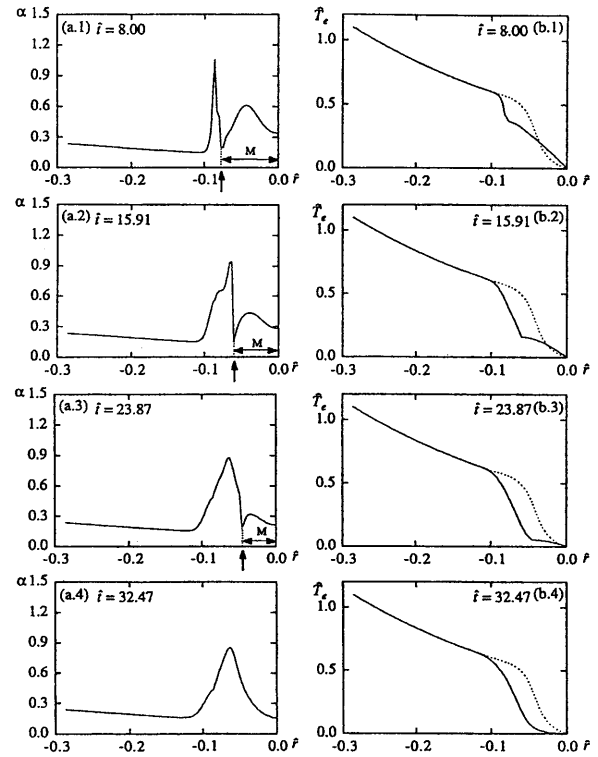 α 1.5 (a.1) t̂ = 8.00
1.2
0.9
0.6
0.3
0.0
M
-0.3 -0.2 -0.1 0.0 r̂
T̂e
1.0
0.5
0.0
t̂ = 8.00 (b.1)
-0.3 -0.2 -0.1 0.0 r̂
α 1.5 (a.2) t̂ = 15.91
1.2
0.9
0.6
0.3
0.0
M
-0.3 -0.2 -0.1 0.0 r̂
T̂e
1.0
0.5
0.0
t̂ = 15.91 (b.2)
-0.3 -0.2 -0.1 0.0 r̂
α 1.5 (a.3) t̂ = 23.87
1.2
0.9
0.6
0.3
0.0
M
-0.3 -0.2 -0.1 0.0 r̂
T̂e
1.0
0.5
0.0
t̂ = 23.87 (b.3)
-0.3 -0.2 -0.1 0.0 r̂
α 1.5 (a.4) t̂ = 32.47
1.2
0.9
0.6
0.3
0.0
-0.3 -0.2 -0.1 0.0 r̂
T̂e
1.0
0.5
0.0
t̂ = 32.47 (b.4)
-0.3 -0.2 -0.1 0.0 r̂